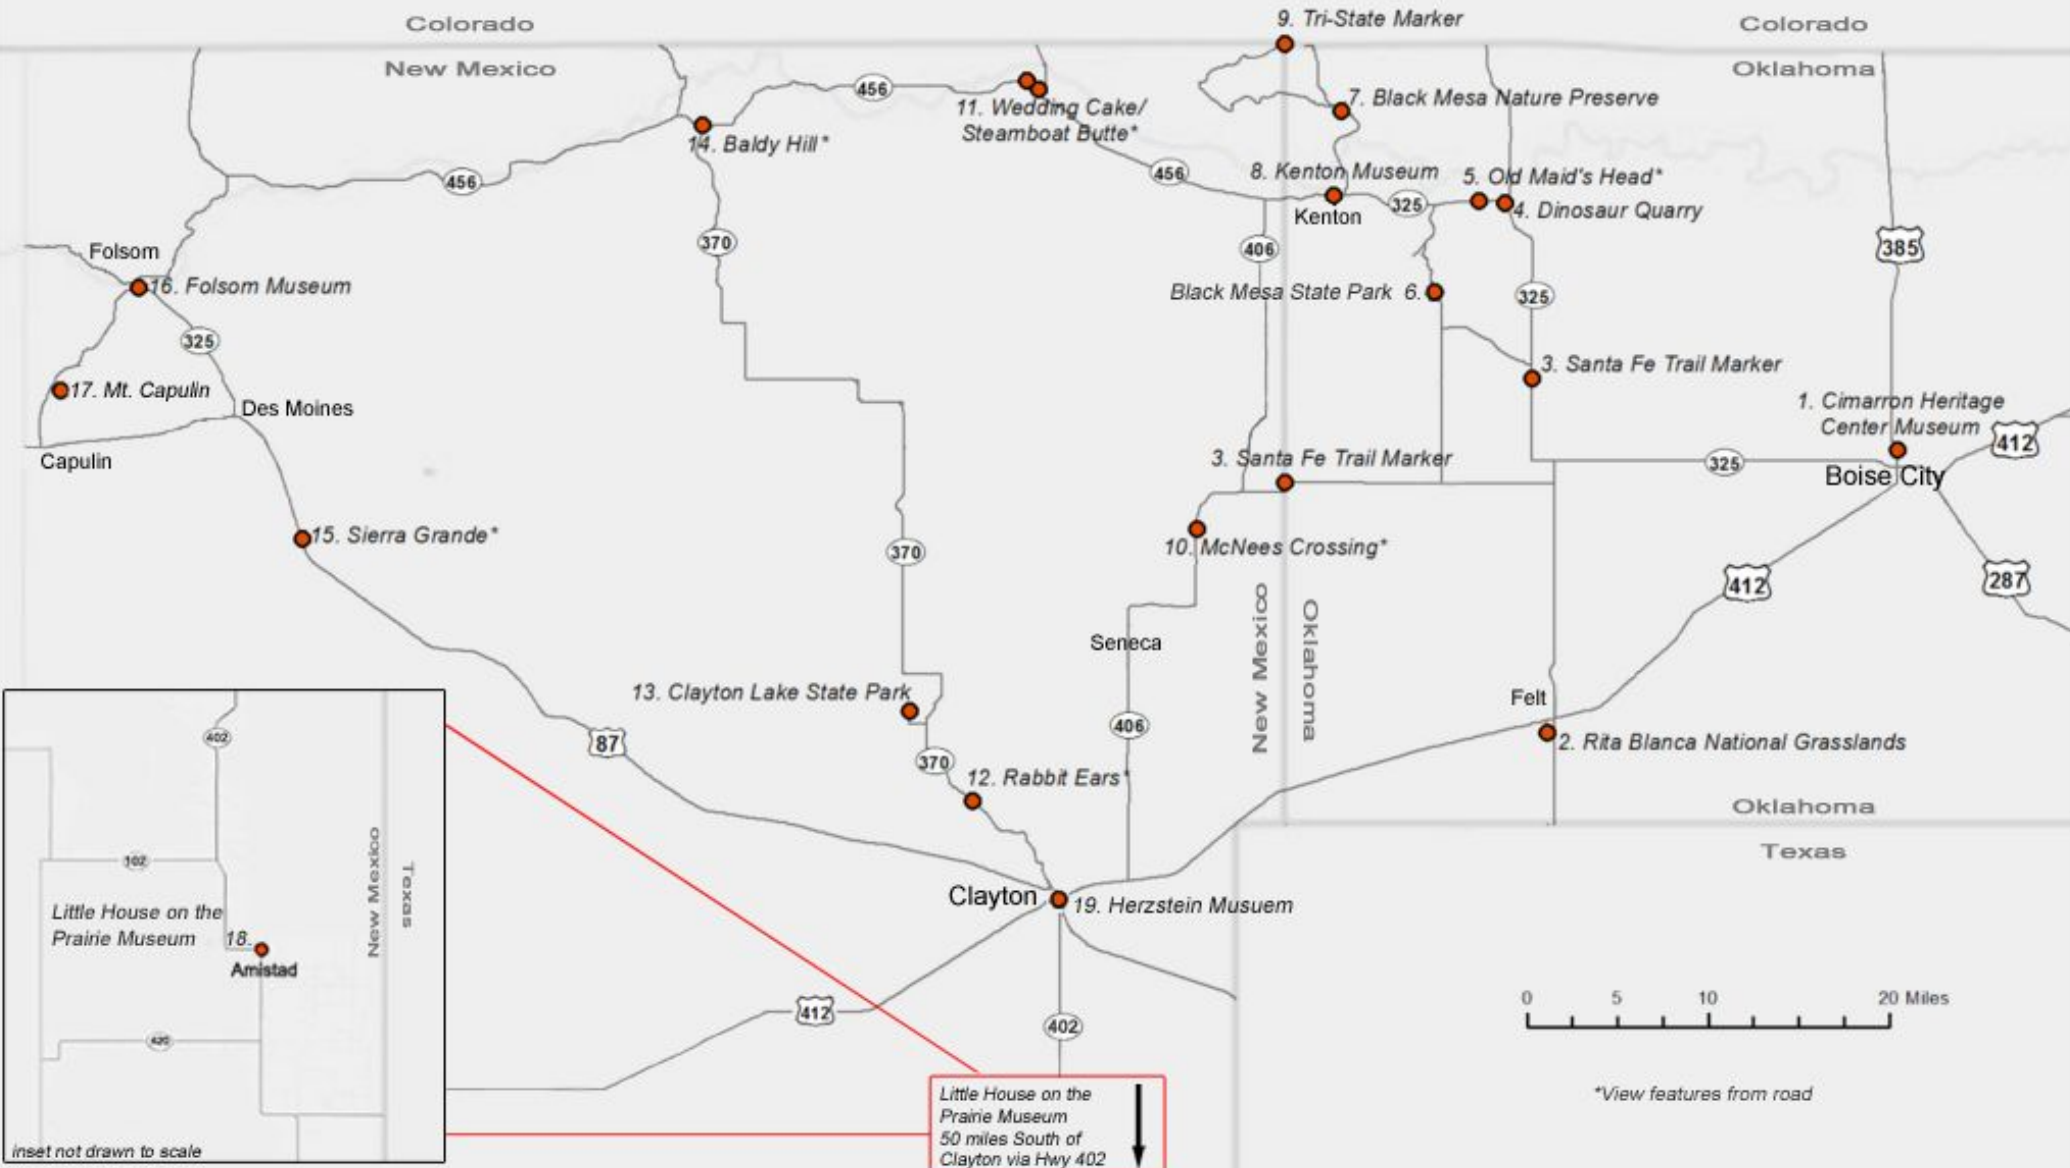 Colorado
9. Tri-State Marker
Colorado
New Mexico
Oklahoma
456
11. Wedding Cake/
Steamboat Butte*
7. Black Mesa Nature Preserve
14. Baldy Hill*
456
456
8. Kenton Museum
5. Old Maid's Head*
325
4. Dinosaur Quarry
Kenton
370
406
385
Folsom
16. Folsom Museum
Black Mesa State Park 6.
325
325
17. Mt. Capulin
3. Santa Fe Trail Marker
Des Moines
1. Cimarron Heritage
Center Museum
412
Capulin
3. Santa Fe Trail Marker
325
Boise City
15. Sierra Grande*
370
10. McNees Crossing*
412
287
New Mexico
Oklahoma
Seneca
13. Clayton Lake State Park
Felt
406
87
2. Rita Blanca National Grasslands
370
12. Rabbit Ears*
Oklahoma
Texas
Clayton
19. Herzstein Musuem
412
402
0 5 10 20 Miles
*View features from road
402
102
New Mexico
Texas
Little House on the
Prairie Museum 18.
Amistad
420
inset not drawn to scale
Little House on the
Prairie Museum
50 miles South of
Clayton via Hwy 402